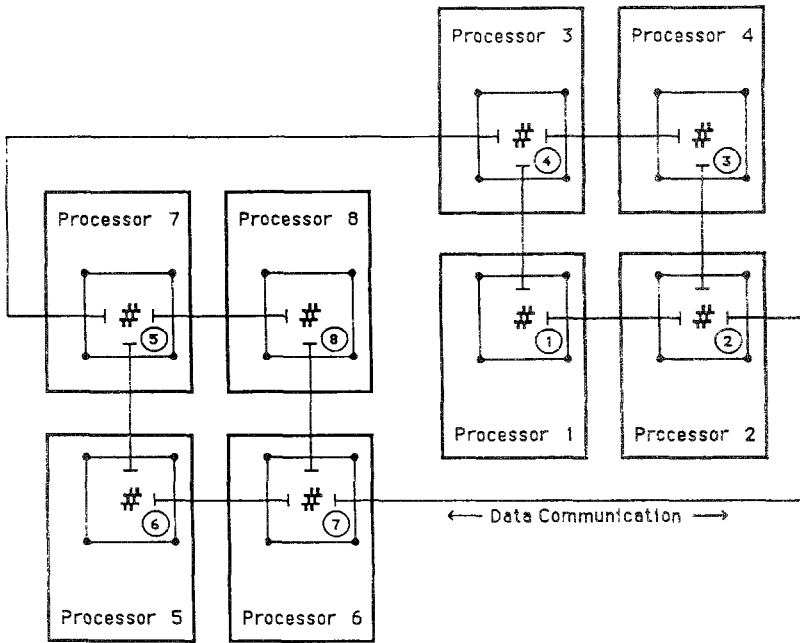 Processor 3
Processor 4
#
4
#
3
Processor 7
Processor 8
#
5
#
8
#
1
#
2
Processor 1
Processor 2
#
6
#
7
← Data Communication →
Processor 5
Processor 6